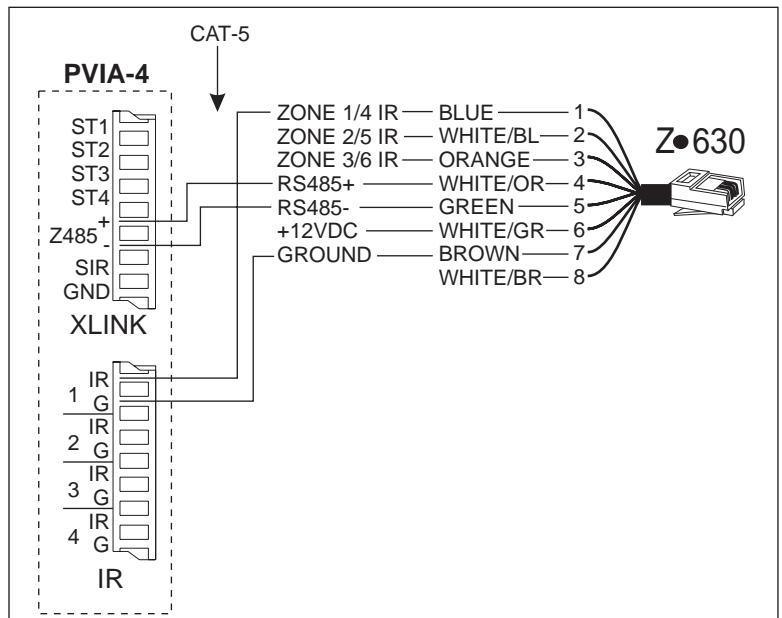 CAT-5
PVIA-4
ST1
ST2
ST3
ST4
+
Z485
-
SIR
GND
XLINK
ZONE 1/4 IR BLUE 1
ZONE 2/5 IR WHITE/BL 2
ZONE 3/6 IR ORANGE 3
RS485+ WHITE/OR 4
RS485- GREEN 5
+12VDC WHITE/GR 6
GROUND BROWN 7
WHITE/BR 8
Z●630
IR
1 G
IR
2 G
IR
3 G
IR
4 G
IR